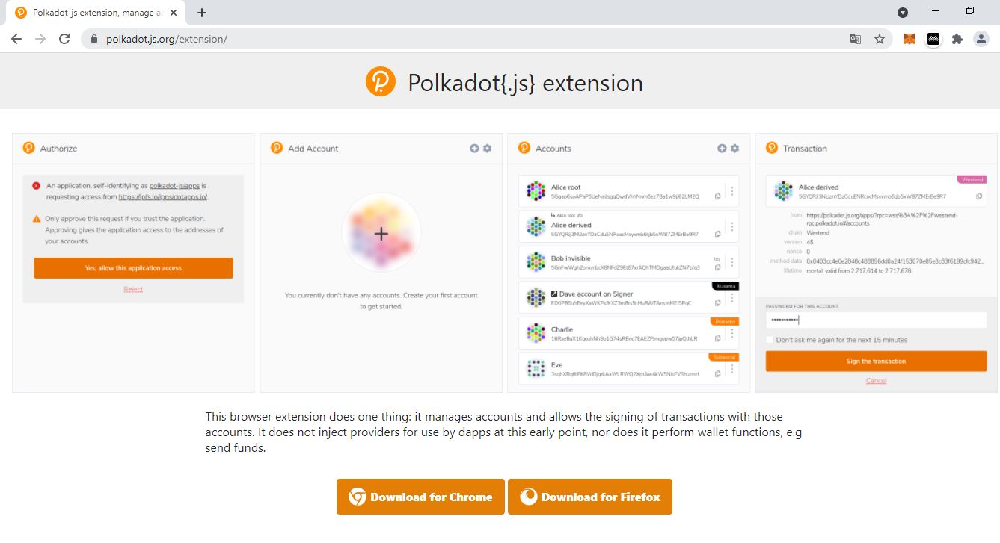 Polkadot-js extension, manage ac
polkadot.js.org/extension/
Polkadot{.js} extension
Authorize
An application, self-identifying as polkadot-js/apps is
requesting access from https://ipfs.io/ipns/dotapps.io/.
Only approve this request if you trust the application.
Approving gives the application access to the addresses of
your accounts.
Yes, allow this application access
Reject
Add Account
You currently don't have any accounts. Create your first account
to get started.
Accounts
Alice root
Alice root //0
Alice derived
Bob invisible
Kusama
Dave account on Signer
Polkadot
Charlie
Subsocial
Eve
Transaction
Westend
Alice derived
from https://polkadot.js.org/apps/?rpc=wss%3A%2F%2Fwestend-
rpc.polkadot.io#/accounts
chain Westend
version 45
nonce 0
method data
lifetime mortal, valid from 2,717,614 to 2,717,678
PASSWORD FOR THIS ACCOUNT
Don't ask me again for the next 15 minutes
Sign the transaction
Cancel
This browser extension does one thing: it manages accounts and allows the signing of transactions with those
accounts. It does not inject providers for use by dapps at this early point, nor does it perform wallet functions, e.g
send funds.
Download for Chrome
Download for Firefox